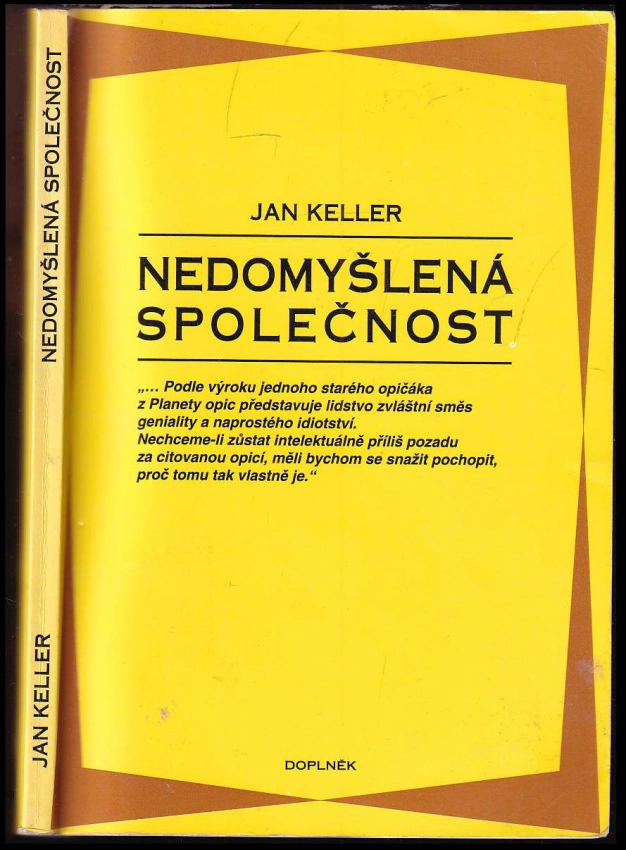 NEDOMYŠLENÁ SPOLEČNOST
JAN KELLER
JAN KELLER
NEDOMYŠLENÁ
SPOLEČNOST
„... Podle výroku jednoho starého opičáka
z Planety opic představuje lidstvo zvláštní směs
geniality a naprostého idiotství.
Nechceme-li zůstat intelektuálně příliš pozadu
za citovanou opicí, měli bychom se snažit pochopit,
proč tomu tak vlastně je.“
DOPLNĚK